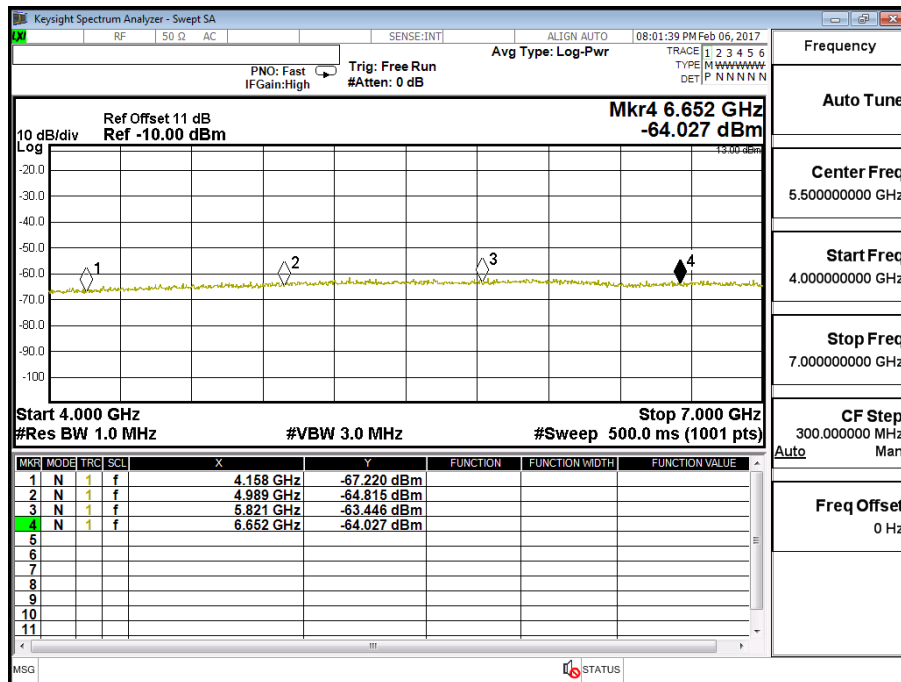 Keysight Spectrum Analyzer - Swept SA
LXI RF 50 Ω AC SENSE:INT ALIGN AUTO 08:01:39 PM Feb 06, 2017
Avg Type: Log-Pwr
TRACE 1 2 3 4 5 6
TYPE M W W W W W
DET P N N N N N
PNO: Fast
IFGain:High
Trig: Free Run
#Atten: 0 dB
Mkr4 6.652 GHz
-64.027 dBm
Ref Offset 11 dB
10 dB/div Ref -10.00 dBm
Log
-13.00 dBm
-20.0
-30.0
-40.0
-50.0
-60.0
-70.0
-80.0
-90.0
-100
1
2
3
4
Start 4.000 GHz Stop 7.000 GHz
#Res BW 1.0 MHz #VBW 3.0 MHz #Sweep 500.0 ms (1001 pts)
MKR MODE TRC SCL X Y FUNCTION FUNCTION WIDTH FUNCTION VALUE
1 N 1 f 4.158 GHz -67.220 dBm
2 N 1 f 4.989 GHz -64.815 dBm
3 N 1 f 5.821 GHz -63.446 dBm
4 N 1 f 6.652 GHz -64.027 dBm
5
6
7
8
9
10
11
MSG STATUS
Frequency
Auto Tune
Center Freq
5.500000000 GHz
Start Freq
4.000000000 GHz
Stop Freq
7.000000000 GHz
CF Step
300.000000 MHz
Auto Man
Freq Offset
0 Hz